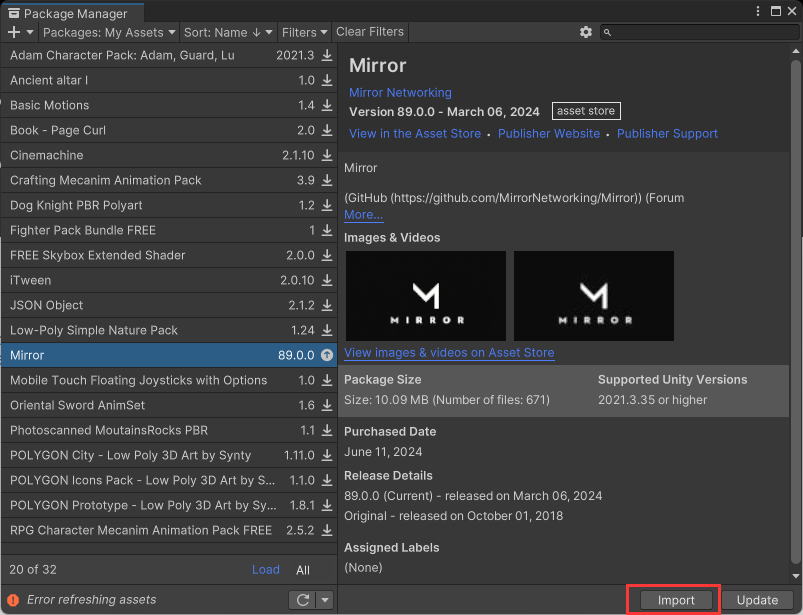 Package Manager
Packages: My Assets Sort: Name ↓ Filters Clear Filters
Adam Character Pack: Adam, Guard, Lu 2021.3
Ancient altar I 1.0
Basic Motions 1.4
Book - Page Curl 2.0
Cinemachine 2.1.10
Crafting Mecanim Animation Pack 3.9
Dog Knight PBR Polyart 1.2
Fighter Pack Bundle FREE 1
FREE Skybox Extended Shader 2.0.0
iTween 2.0.10
JSON Object 2.1.2
Low-Poly Simple Nature Pack 1.24
Mirror 89.0.0
Mobile Touch Floating Joysticks with Options 1.0
Oriental Sword AnimSet 1.6
Photoscanned MoutainsRocks PBR 1.1
POLYGON City - Low Poly 3D Art by Synty 1.11.0
POLYGON Icons Pack - Low Poly 3D Art by S... 1.1.0
POLYGON Prototype - Low Poly 3D Art by Sy... 1.8.1
RPG Character Mecanim Animation Pack FREE 2.5.2
20 of 32 Load All
Error refreshing assets
Mirror
Mirror Networking
Version 89.0.0 - March 06, 2024 asset store
View in the Asset Store • Publisher Website • Publisher Support
Mirror
(GitHub (https://github.com/MirrorNetworking/Mirror)) (Forum
More...
Images & Videos
MIRROR MIRROR
View images & videos on Asset Store
Package Size Supported Unity Versions
Size: 10.09 MB (Number of files: 671) 2021.3.35 or higher
Purchased Date
June 11, 2024
Release Details
89.0.0 (Current) - released on March 06, 2024
Original - released on October 01, 2018
Assigned Labels
(None)
Import Update